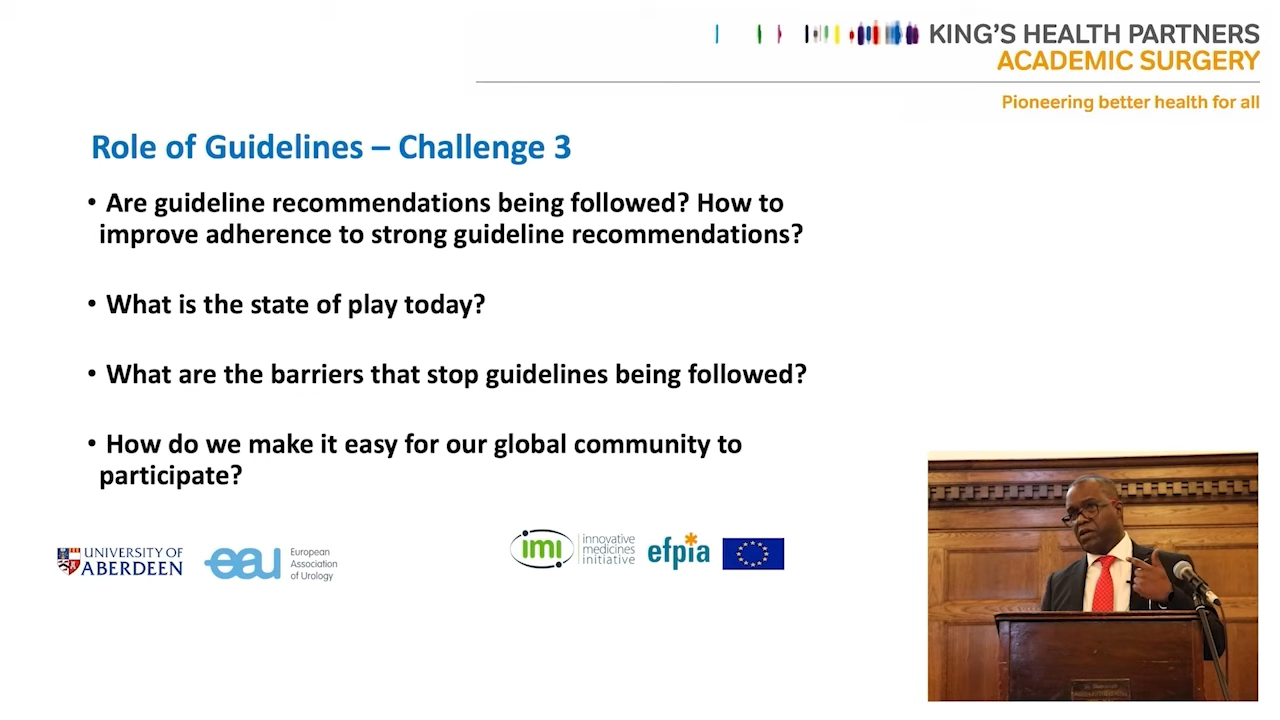 KING'S HEALTH PARTNERS
ACADEMIC SURGERY
Pioneering better health for all
Role of Guidelines – Challenge 3
• Are guideline recommendations being followed? How to
improve adherence to strong guideline recommendations?
• What is the state of play today?
• What are the barriers that stop guidelines being followed?
• How do we make it easy for our global community to
participate?
UNIVERSITY OF
ABERDEEN
eau
European
Association
of Urology
imi
innovative
medicines
initiative
efpia